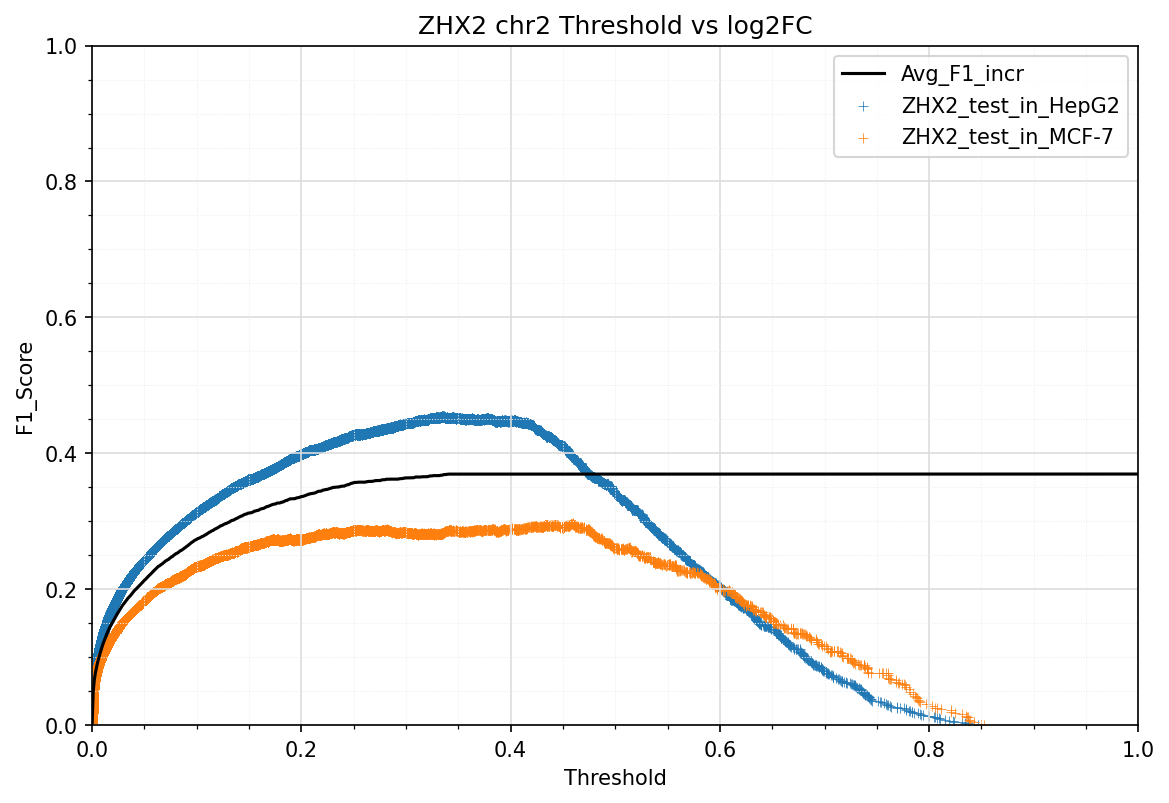 ZHX2 chr2 Threshold vs log2FC
Avg_F1_incr
ZHX2_test_in_HepG2
ZHX2_test_in_MCF-7
F1_Score
1.0
0.8
0.6
0.4
0.2
0.0
0.0 0.2 0.4 0.6 0.8 1.0
Threshold